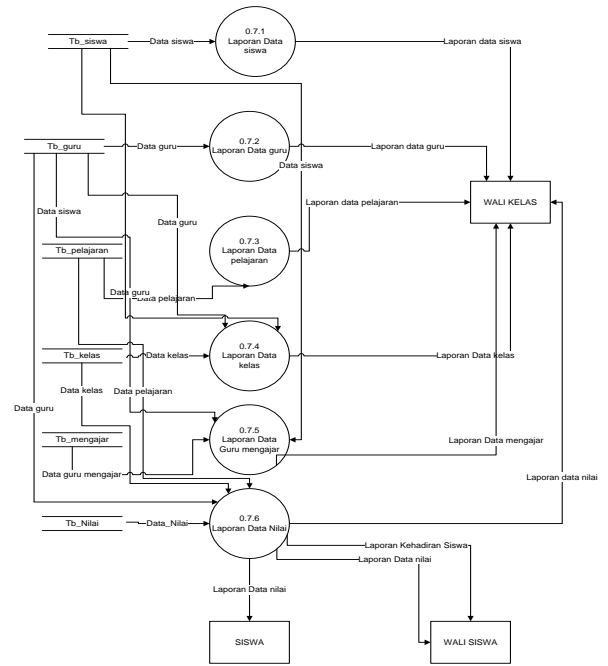 Tb_siswa
Data siswa
0.7.1
Laporan Data
siswa
Laporan data siswa
Tb_guru
Data guru
0.7.2
Laporan Data guru
Laporan data guru
Data siswa
WALI KELAS
Data siswa
Data guru
Laporan data pelajaran
Tb_pelajaran
0.7.3
Laporan Data
pelajaran
Data guru
Data pelajaran
Tb_kelas
Data kelas
0.7.4
Laporan Data
kelas
Laporan Data kelas
Data kelas
Data pelajaran
Data guru
Tb_mengajar
0.7.5
Laporan Data
Guru mengajar
Laporan Data mengajar
Data guru mengajar
Laporan data nilai
Tb_Nilai
Data_Nilai
0.7.6
Laporan Data Nilai
Laporan Kehadiran Siswa
Laporan Data nilai
Laporan Data nilai
SISWA
WALI SISWA